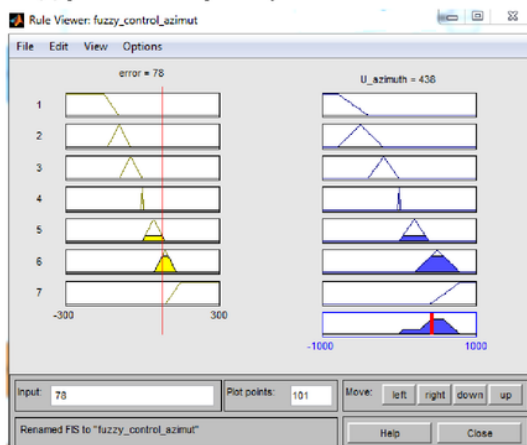 Rule Viewer: fuzzy_control_azimut
File Edit View Options
error = 78
U_azimuth = 438
1
2
3
4
5
6
7
-300 300
-1000 1000
Input: 78
Plot points: 101
Move: left right down up
Renamed FIS to "fuzzy_control_azimut"
Help Close